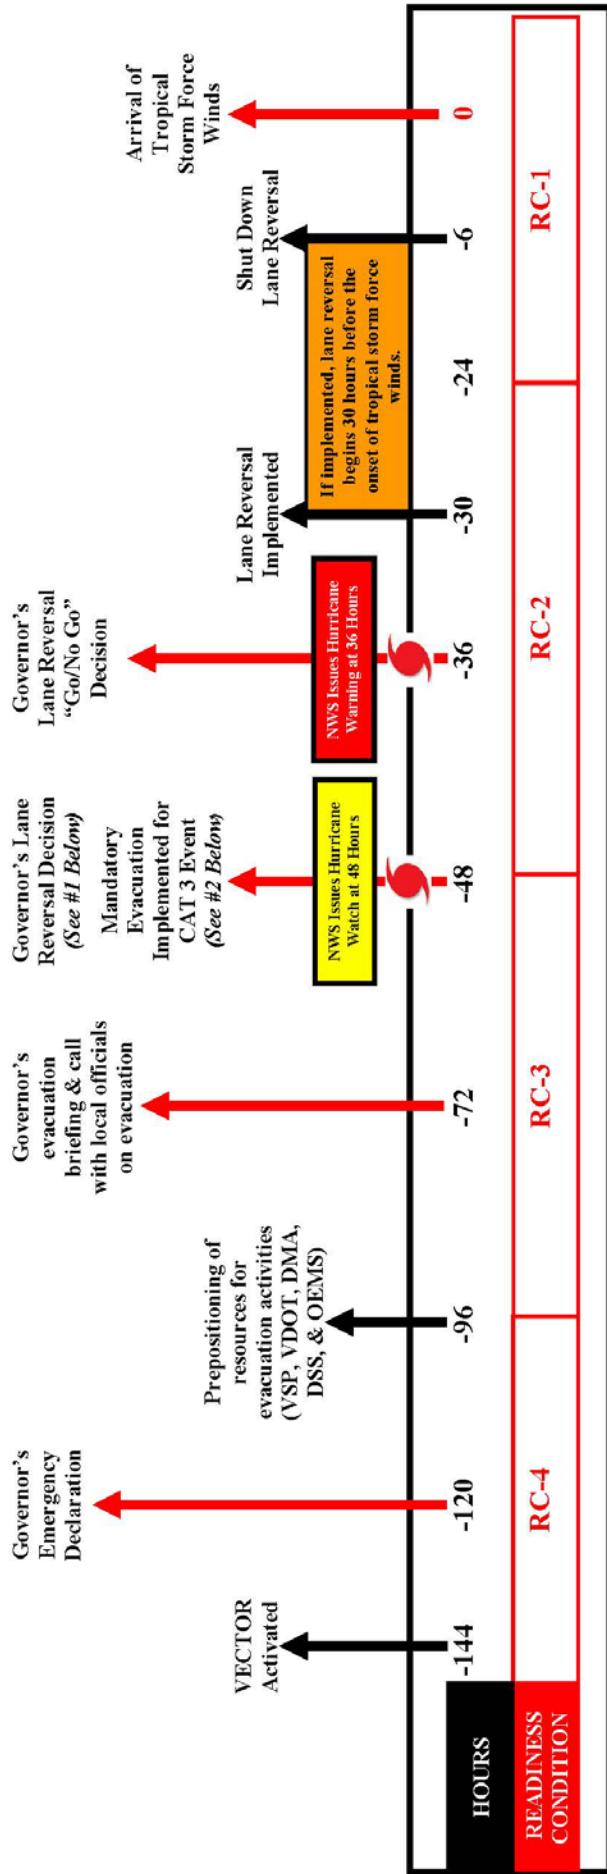 VECTOR
Activated
Governor's
Emergency
Declaration
Prepositioning of
resources for
evacuation activities
(VSP, VDOT, DMA,
DSS, & OEMS)
Governor's
evacuation
briefing & call
with local officials
on evacuation
Governor's Lane
Reversal Decision
(See #1 Below)
Mandatory
Evacuation
Implemented for
CAT 3 Event
(See #2 Below)
NWS Issues Hurricane
Watch at 48 Hours
Governor's
Lane Reversal
“Go/No Go”
Decision
NWS Issues Hurricane
Warning at 36 Hours
Lane Reversal
Implemented
If implemented, lane reversal
begins 30 hours before the
onset of tropical storm force
winds.
Shut Down
Lane Reversal
Arrival of
Tropical
Storm Force
Winds
HOURS
-144
-120
-96
-72
-48
-36
-30
-24
-6
0
READINESS
CONDITION
RC-4
RC-3
RC-2
RC-1